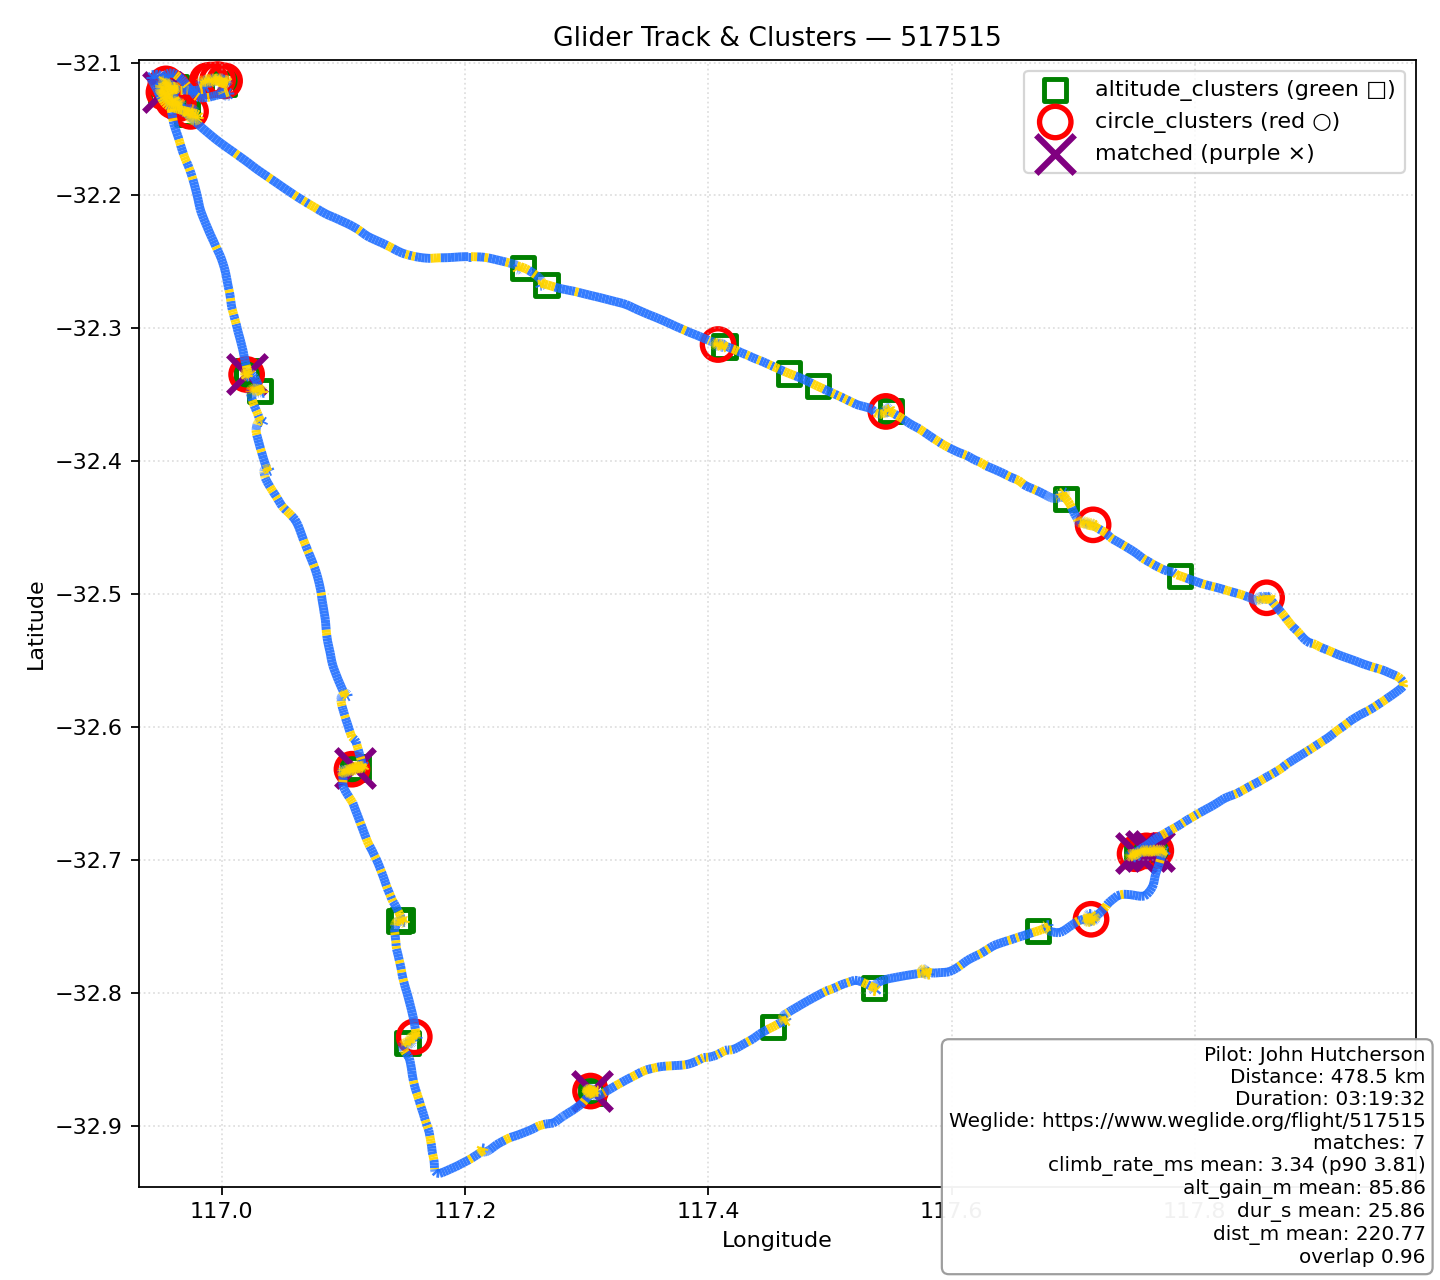 Glider Track & Clusters — 517515
altitude_clusters (green □)
circle_clusters (red ○)
matched (purple ×)
−32.1
−32.2
−32.3
−32.4
−32.5
−32.6
−32.7
−32.8
−32.9
Latitude
117.0
117.2
117.4
117.6
117.8
Longitude
Pilot: John Hutcherson
Distance: 478.5 km
Duration: 03:19:32
Weglide: https://www.weglide.org/flight/517515
matches: 7
climb_rate_ms mean: 3.34 (p90 3.81)
alt_gain_m mean: 85.86
dur_s mean: 25.86
dist_m mean: 220.77
overlap 0.96